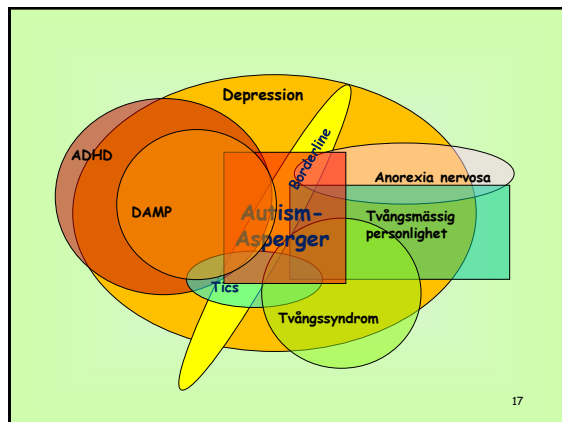 Depression
ADHD
Borderline
Anorexia nervosa
DAMP
Autism-
Asperger
Tvångsmässig
personlighet
Tics
Tvångssyndrom
17